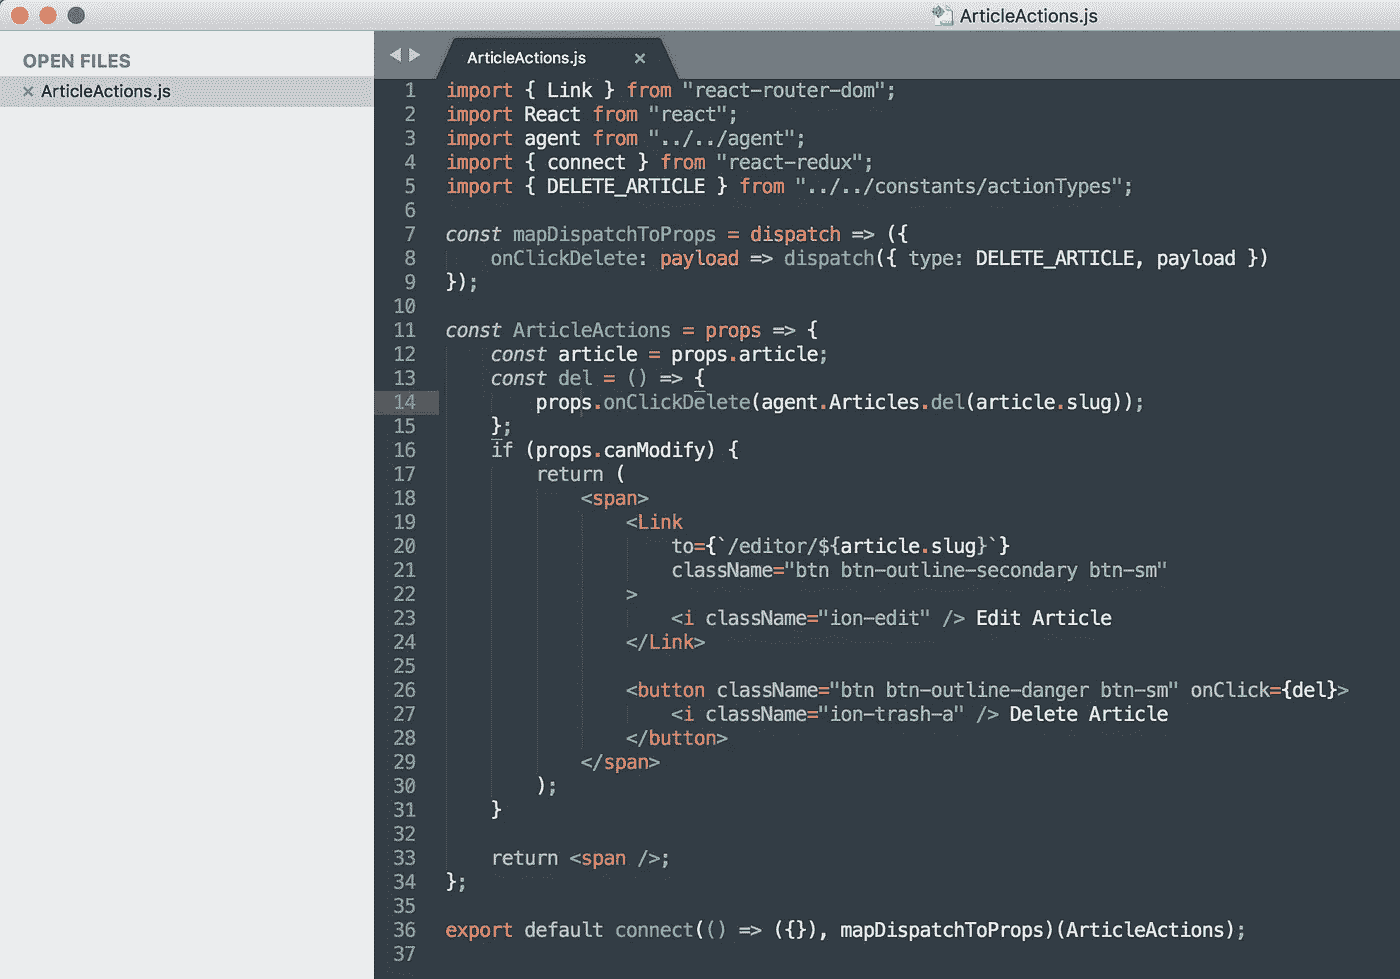 ArticleActions.js
OPEN FILES
× ArticleActions.js
ArticleActions.js ×
1 import { Link } from "react-router-dom";
2 import React from "react";
3 import agent from "../../agent";
4 import { connect } from "react-redux";
5 import { DELETE_ARTICLE } from "../../constants/actionTypes";
6
7 const mapDispatchToProps = dispatch => ({
8     onClickDelete: payload => dispatch({ type: DELETE_ARTICLE, payload })
9 });
10
11 const ArticleActions = props => {
12     const article = props.article;
13     const del = () => {
14         props.onClickDelete(agent.Articles.del(article.slug));
15     };
16     if (props.canModify) {
17         return (
18             <span>
19                 <Link
20                     to={`/editor/${article.slug}`}
21                     className="btn btn-outline-secondary btn-sm"
22                 >
23                     <i className="ion-edit" /> Edit Article
24                 </Link>
25
26                 <button className="btn btn-outline-danger btn-sm" onClick={del}>
27                     <i className="ion-trash-a" /> Delete Article
28                 </button>
29             </span>
30         );
31     }
32
33     return <span />;
34 };
35
36 export default connect(() => ({}), mapDispatchToProps)(ArticleActions);
37